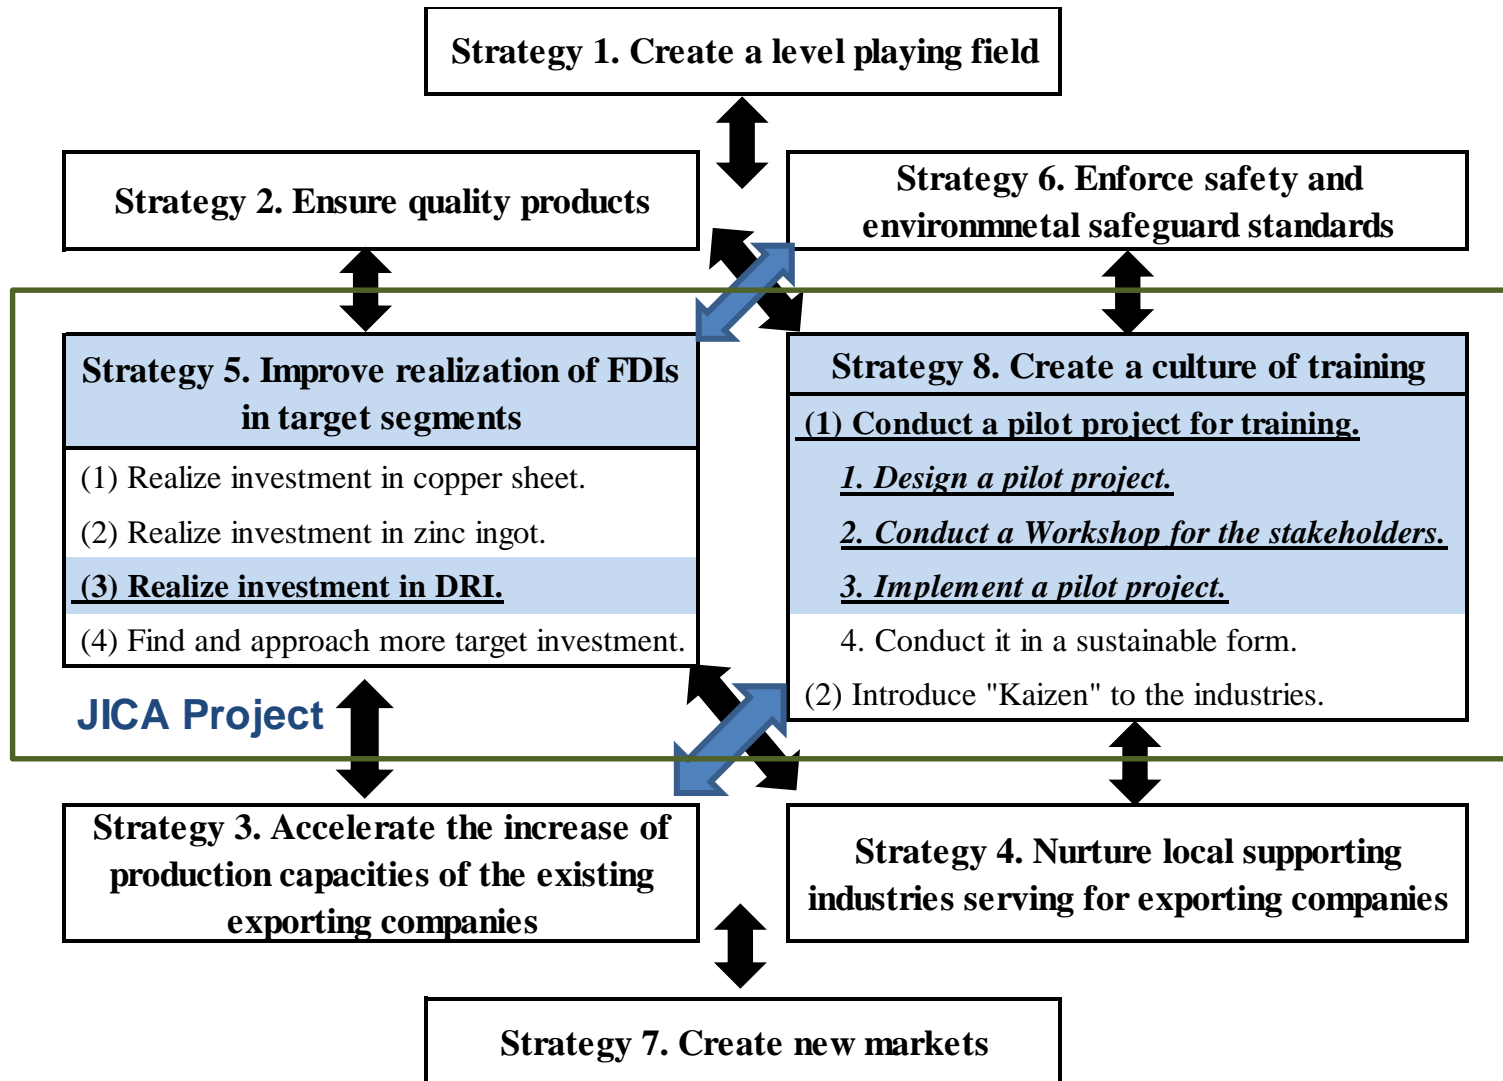 Strategy 1. Create a level playing field
Strategy 2. Ensure quality products
Strategy 6. Enforce safety and
environmnetal safeguard standards
Strategy 5. Improve realization of FDIs
in target segments
(1) Realize investment in copper sheet.
(2) Realize investment in zinc ingot.
(3) Realize investment in DRI.
(4) Find and approach more target investment.
Strategy 8. Create a culture of training
(1) Conduct a pilot project for training.
1. Design a pilot project.
2. Conduct a Workshop for the stakeholders.
3. Implement a pilot project.
4. Conduct it in a sustainable form.
(2) Introduce "Kaizen" to the industries.
JICA Project
Strategy 3. Accelerate the increase of
production capacities of the existing
exporting companies
Strategy 4. Nurture local supporting
industries serving for exporting companies
Strategy 7. Create new markets